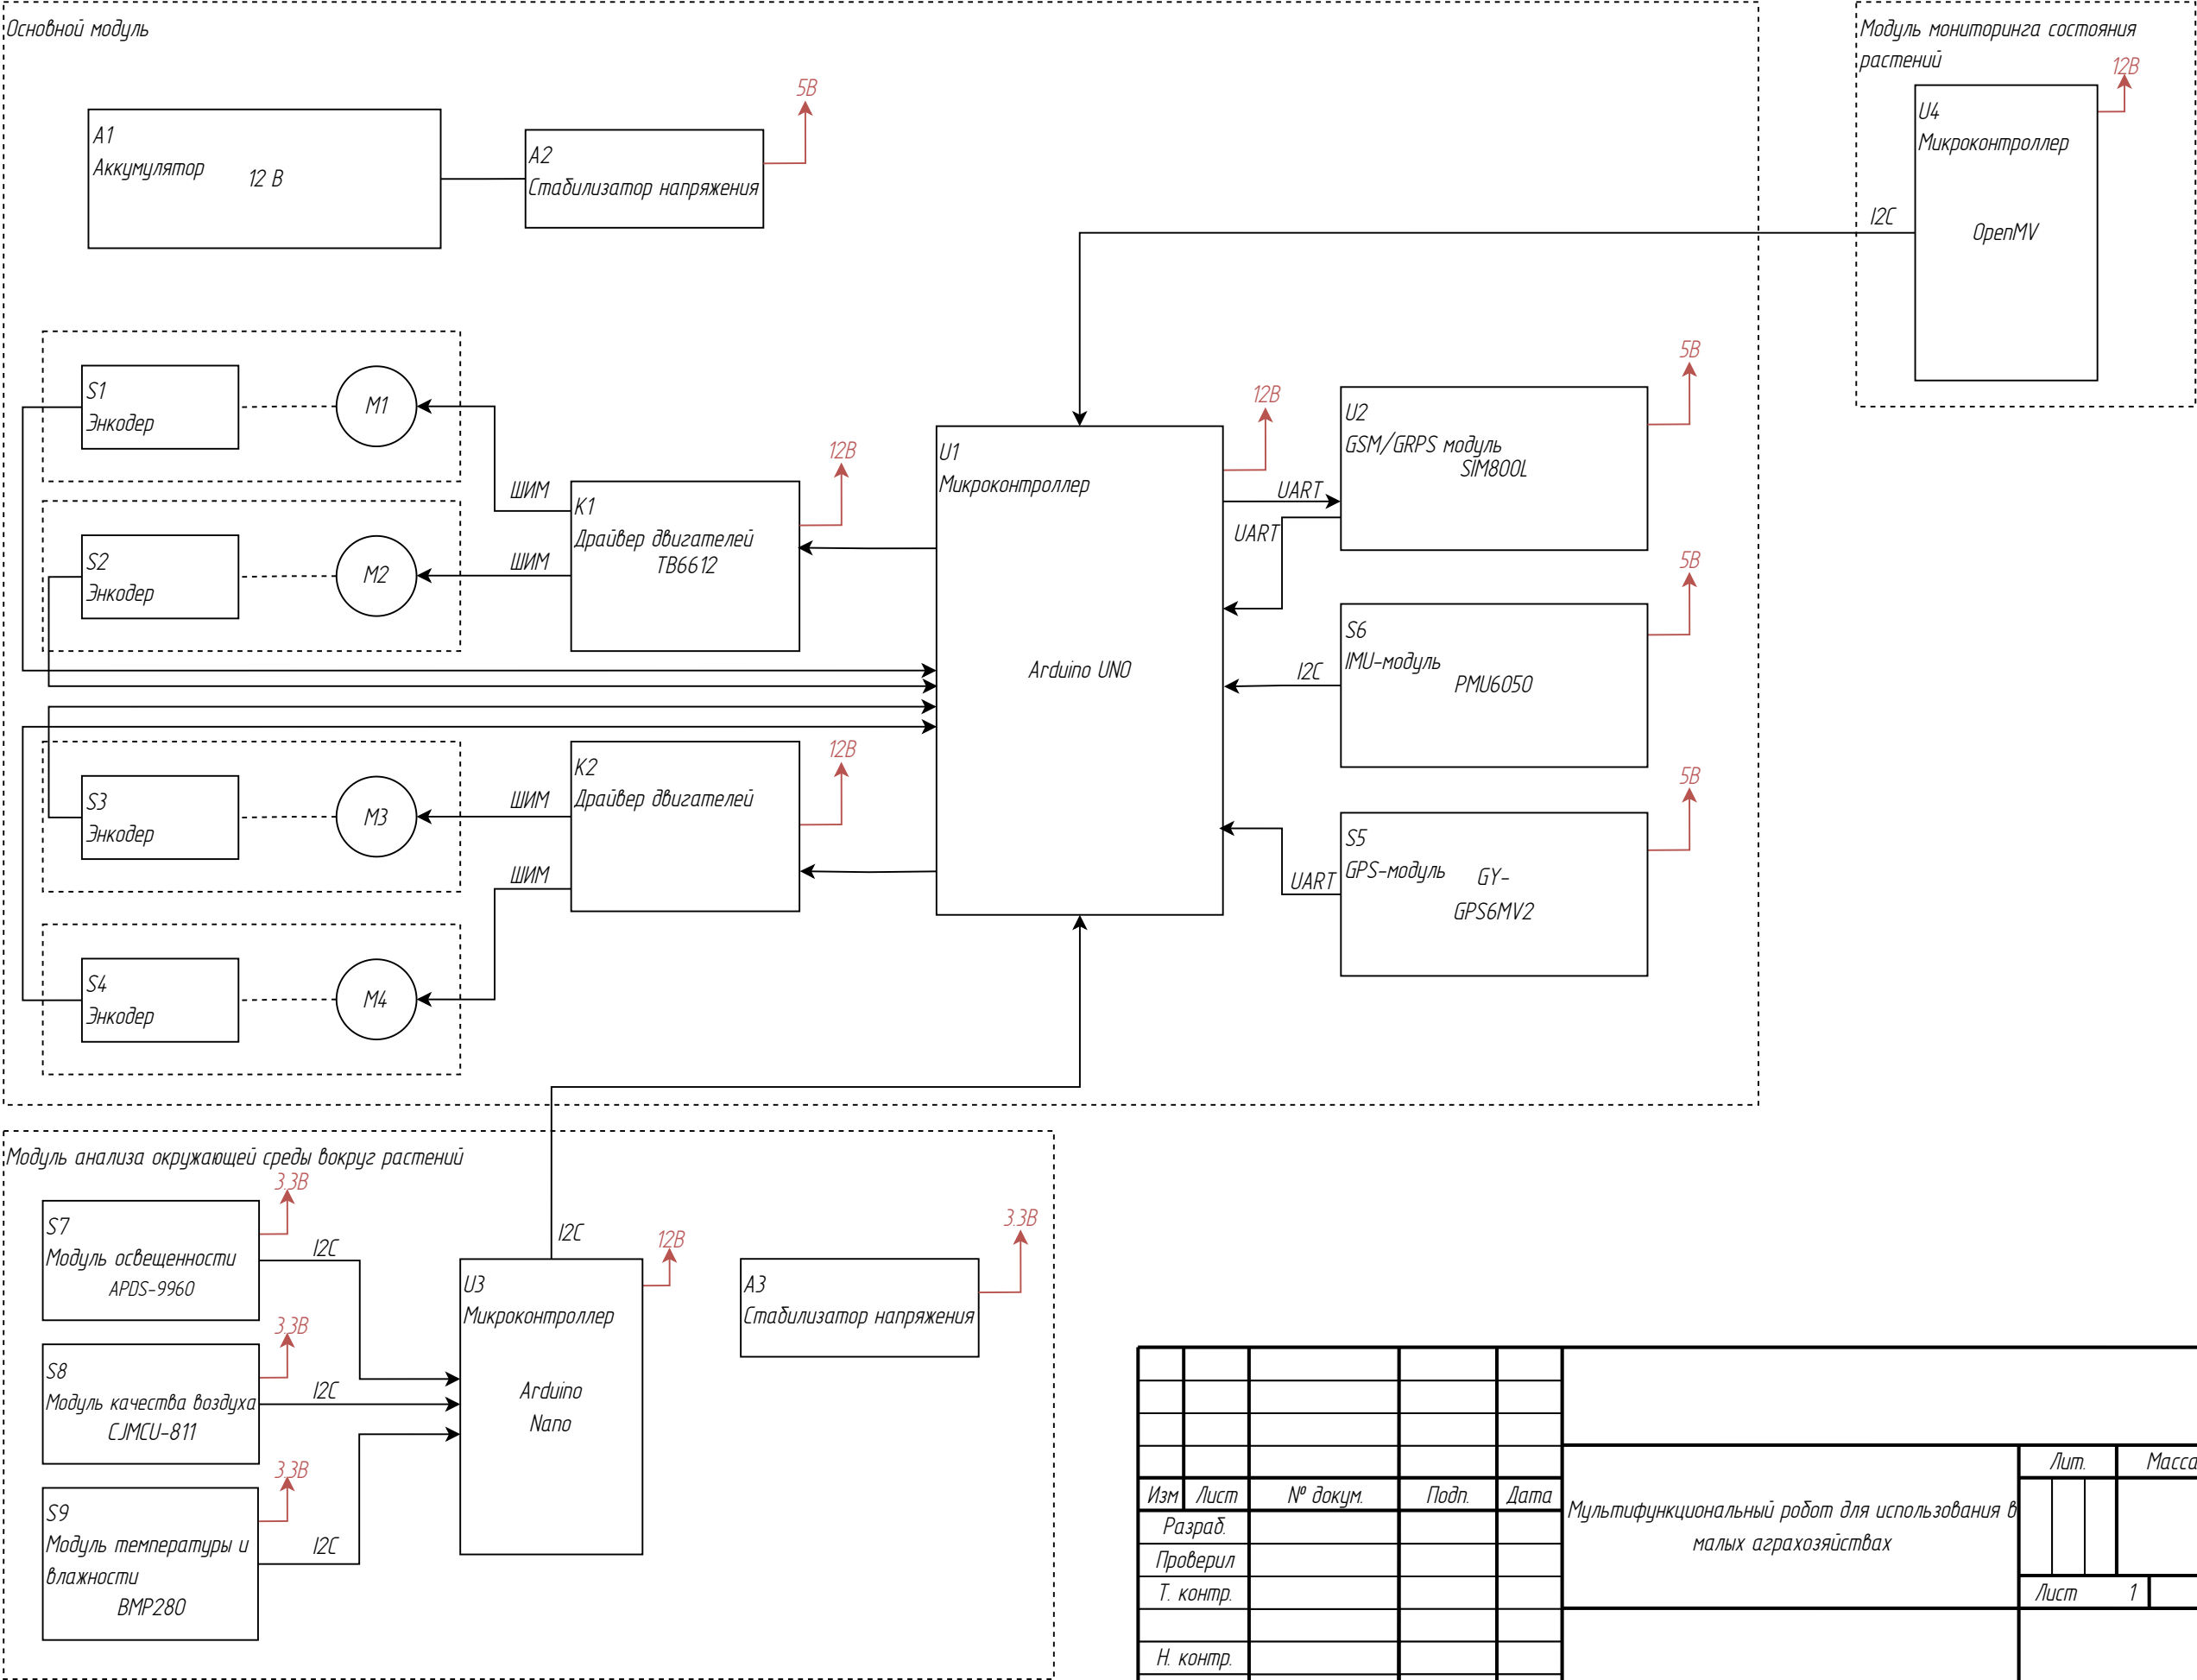 Основной модуль
A1
Аккумулятор
12 В
A2
Стабилизатор напряжения
5В
Модуль мониторинга состояния
растений
12В
U4
Микроконтроллер
OpenMV
I2C
S1
Энкодер
M1
S2
Энкодер
M2
ШИМ
ШИМ
K1
Драйвер двигателей
TB6612
12В
U1
Микроконтроллер
Arduino UNO
12В
UART
UART
I2C
UART
U2
GSM/GRPS модуль
SIM800L
5В
S6
IMU-модуль
PMU6050
5В
S5
GPS-модуль
GY-
GPS6MV2
5В
S3
Энкодер
M3
S4
Энкодер
M4
ШИМ
ШИМ
K2
Драйвер двигателей
12В
Модуль анализа окружающей среды вокруг растений
3.3В
S7
Модуль освещенности
APDS-9960
I2C
3.3В
S8
Модуль качества воздуха
CJMCU-811
I2C
3.3В
S9
Модуль температуры и
влажности
BMP280
I2C
I2C
U3
Микроконтроллер
Arduino
Nano
12В
A3
Стабилизатор напряжения
3.3В
Изм Лист № докум. Подп. Дата
Разраб.
Проверил
Т. контр.
Н. контр.
Мультифункциональный робот для использования в
малых аграхозяйствах
Лит. Масса
Лист 1